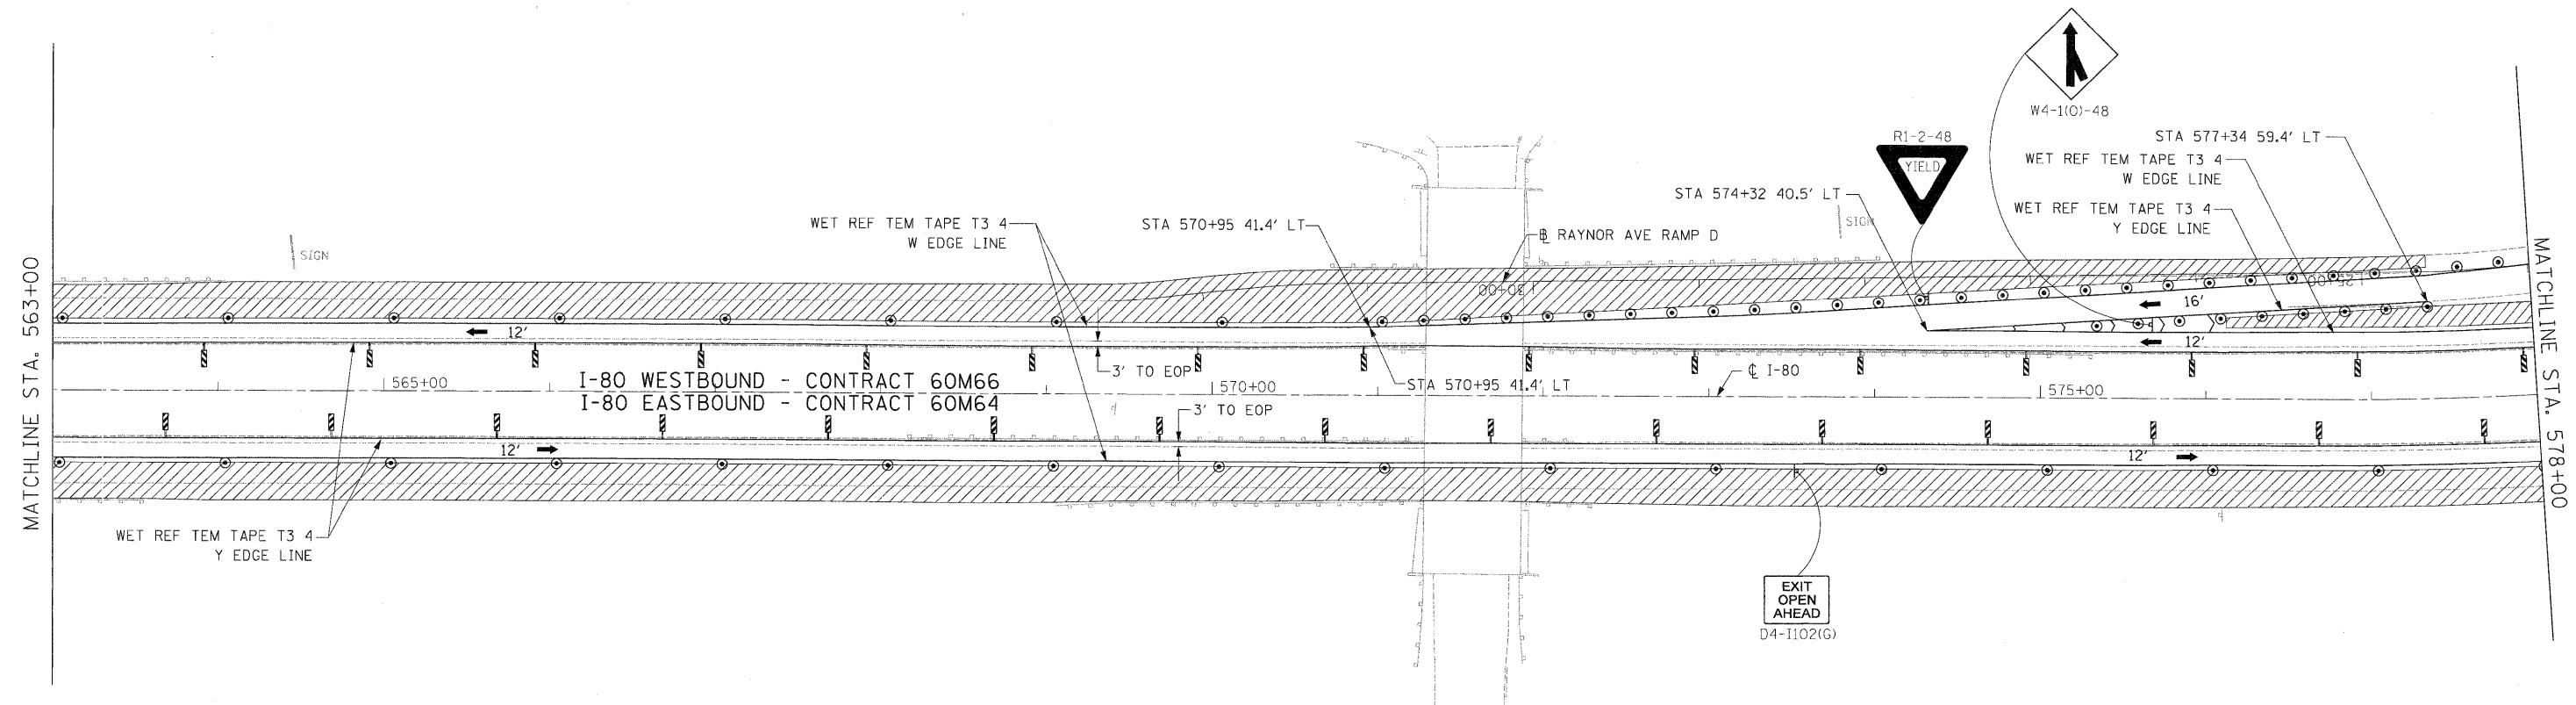 W4-1(O)-48
R1-2-48
YIELD
STA 577+34 59.4' LT
WET REF TEM TAPE T3 4
W EDGE LINE
WET REF TEM TAPE T3 4
Y EDGE LINE
STA 574+32 40.5' LT
SIGN
WET REF TEM TAPE T3 4
W EDGE LINE
STA 570+95 41.4' LT
℄ RAYNOR AVE RAMP D
SIGN
MATCHLINE STA. 563+00
MATCHLINE STA. 578+00
30+00
16'
12'
12'
3' TO EOP
STA 570+95 41.4' LT
℄ I-80
565+00
570+00
575+00
I-80 WESTBOUND - CONTRACT 60M66
I-80 EASTBOUND - CONTRACT 60M64
3' TO EOP
12'
12'
WET REF TEM TAPE T3 4
Y EDGE LINE
EXIT
OPEN
AHEAD
D4-I102(G)